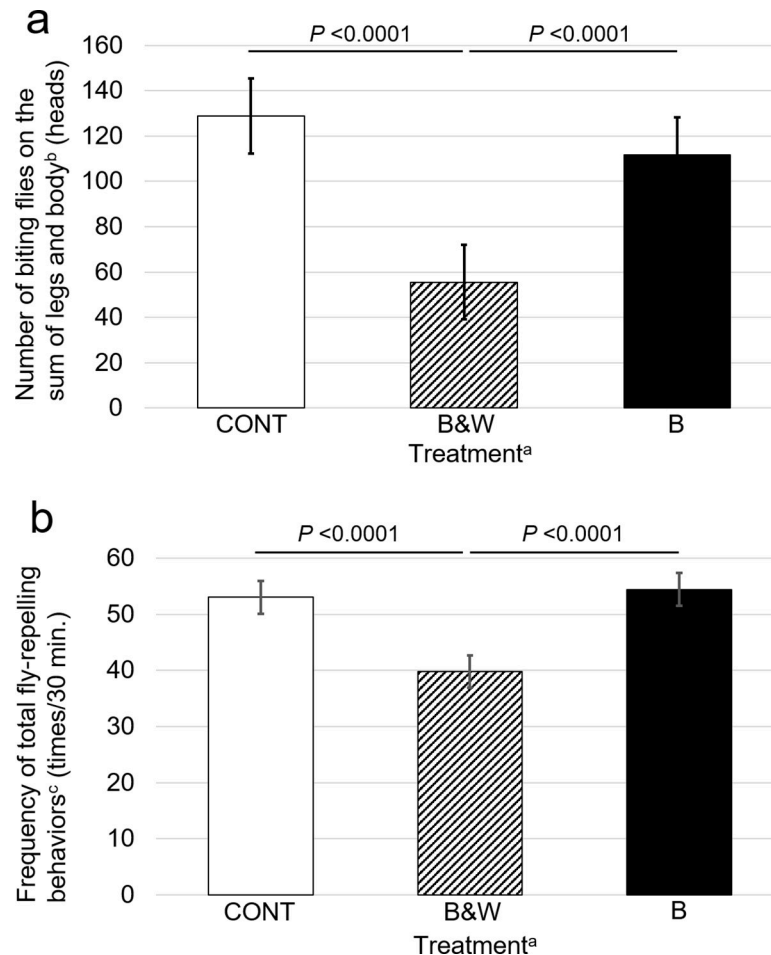 a
P <0.0001 P <0.0001
160
140
120
100
80
60
40
20
0
Number of biting flies on the
sum of legs and bodyᵇ (heads)
CONT B&W B
Treatmentᵃ
b
P <0.0001 P <0.0001
60
50
40
30
20
10
0
Frequency of total fly-repelling
behaviorsᶜ (times/30 min.)
CONT B&W B
Treatmentᵃ